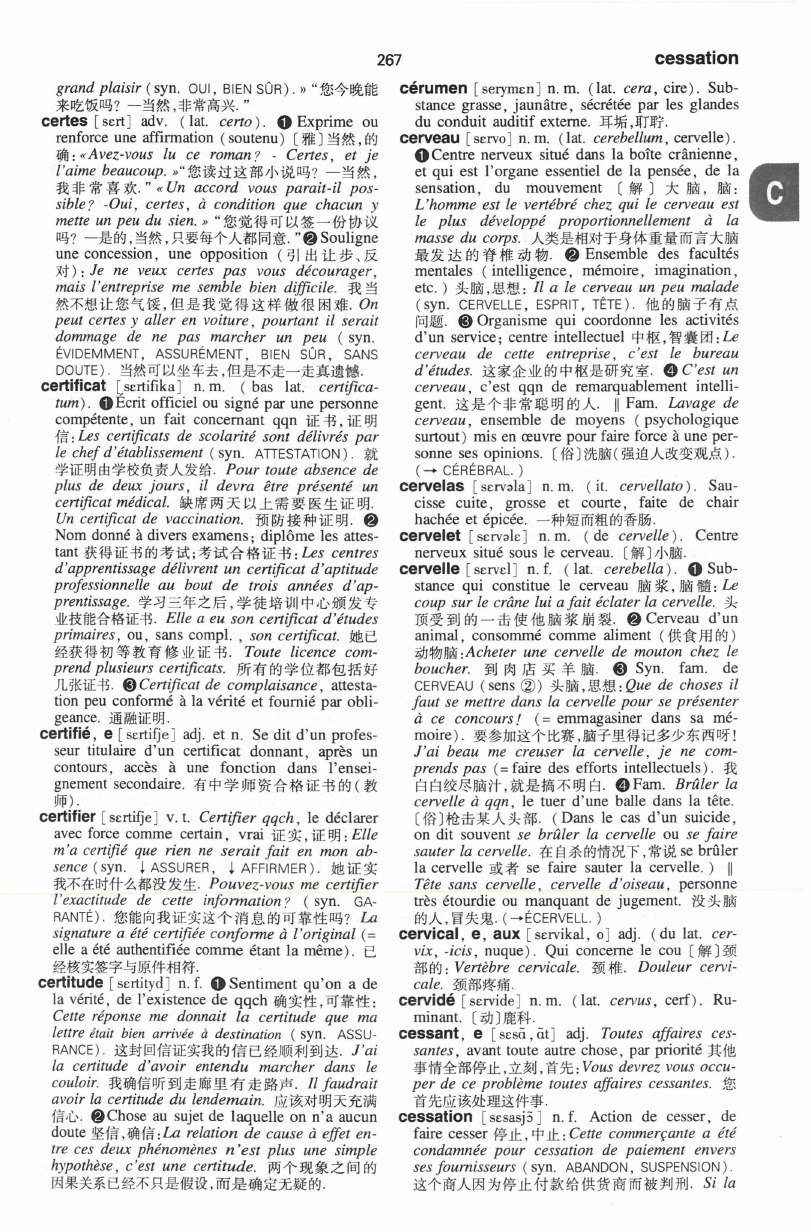 267
cessation
grand plaisir (syn. OUI, BIEN SÛR). » “您今晚能
来吃饭吗? —当然,非常高兴.”
certes [sɛrt] adv. (lat. certo). ❶ Exprime ou
renforce une affirmation (soutenu) [雅]当然,的
确: «Avez-vous lu ce roman? - Certes, et je
l'aime beaucoup. »“您读过这部小说吗? —当然,
我非常喜欢.” « Un accord vous parait-il pos-
sible? -Oui, certes, à condition que chacun y
mette un peu du sien. » “您觉得可以签一份协议
吗? —是的,当然,只要每个人都同意.”❷ Souligne
une concession, une opposition (引出让步、反
对): Je ne veux certes pas vous décourager,
mais l'entreprise me semble bien difficile. 我当
然不想让您气馁,但是我觉得这样做很困难. On
peut certes y aller en voiture, pourtant il serait
dommage de ne pas marcher un peu (syn.
ÉVIDEMMENT, ASSURÉMENT, BIEN SÛR, SANS
DOUTE). 当然可以坐车去,但是不走一走真遗憾.
certificat [sɛrtifika] n. m. (bas lat. certifica-
tum). ❶Écrit officiel ou signé par une personne
compétente, un fait concernant qqn 证书,证明
信: Les certificats de scolarité sont délivrés par
le chef d'établissement (syn. ATTESTATION). 就
学证明由学校负责人发给. Pour toute absence de
plus de deux jours, il devra être présenté un
certificat médical. 缺席两天以上需要医生证明.
Un certificat de vaccination. 预防接种证明. ❷
Nom donné à divers examens; diplôme les attes-
tant 获得证书的考试;考试合格证书: Les centres
d'apprentissage délivrent un certificat d'aptitude
professionnelle au bout de trois années d'ap-
prentissage. 学习三年之后,学徒培训中心颁发专
业技能合格证书. Elle a eu son certificat d'études
primaires, ou, sans compl. , son certificat. 她已
经获得初等教育修业证书. Toute licence com-
prend plusieurs certificats. 所有的学位都包括好
几张证书. ❸Certificat de complaisance, attesta-
tion peu conformé à la vérité et fournié par obli-
geance. 通融证明.
certifié, e [sɛrtifje] adj. et n. Se dit d'un profes-
seur titulaire d'un certificat donnant, après un
contours, accès à une fonction dans l'ensei-
gnement secondaire. 有中学师资合格证书的(教
师).
certifier [sɛrtifje] v. t. Certifier qqch, le déclarer
avec force comme certain, vrai 证实,证明: Elle
m'a certifié que rien ne serait fait en mon ab-
sence (syn. ↓ ASSURER, ↓ AFFIRMER). 她证实
我不在时什么都没发生. Pouvez-vous me certifier
l'exactitude de cette information? (syn. GA-
RANTÉ). 您能向我证实这个消息的可靠性吗? La
signature a été certifiée conforme à l'original (=
elle a été authentifiée comme étant la même). 已
经核实签字与原件相符.
certitude [sɛrtityd] n. f. ❶ Sentiment qu'on a de
la vérité, de l'existence de qqch 确实性,可靠性:
Cette réponse me donnait la certitude que ma
lettre était bien arrivée à destination (syn. ASSU-
RANCE). 这封回信证实我的信已经顺利到达. J'ai
la certitude d'avoir entendu marcher dans le
couloir. 我确信听到走廊里有走路声. Il faudrait
avoir la certitude du lendemain. 应该对明天充满
信心. ❷Chose au sujet de laquelle on n'a aucun
doute 坚信,确信: La relation de cause à effet en-
tre ces deux phénomènes n'est plus une simple
hypothèse, c'est une certitude. 两个现象之间的
因果关系已经不只是假设,而是确定无疑的.
cérumen [serymɛn] n. m. (lat. cera, cire). Sub-
stance grasse, jaunâtre, sécrétée par les glandes
du conduit auditif externe. 耳垢,耵聍.
cerveau [sɛrvo] n. m. (lat. cerebellum, cervelle).
❶Centre nerveux situé dans la boîte crânienne,
et qui est l'organe essentiel de la pensée, de la
sensation, du mouvement [解] 大脑, 脑:
L'homme est le vertébré chez qui le cerveau est
le plus développé proportionnellement à la
masse du corps. 人类是相对于身体重量而言大脑
最发达的脊椎动物. ❷ Ensemble des facultés
mentales (intelligence, mémoire, imagination,
etc. ) 头脑,思想: Il a le cerveau un peu malade
(syn. CERVELLE, ESPRIT, TÊTE). 他的脑子有点
问题. ❸ Organisme qui coordonne les activités
d'un service; centre intellectuel 中枢,智囊团: Le
cerveau de cette entreprise, c'est le bureau
d'études. 这家企业的中枢是研究室. ❹ C'est un
cerveau, c'est qqn de remarquablement intelli-
gent. 这是个非常聪明的人. ‖ Fam. Lavage de
cerveau, ensemble de moyens (psychologique
surtout) mis en œuvre pour faire force à une per-
sonne ses opinions. [俗]洗脑(强迫人改变观点).
(→ CÉRÉBRAL. )
cervelas [sɛrvəla] n. m. (it. cervellato). Sau-
cisse cuite, grosse et courte, faite de chair
hachée et épicée. 一种短而粗的香肠.
cervelet [sɛrvəlɛ] n. m. (de cervelle). Centre
nerveux situé sous le cerveau. [解]小脑.
cervelle [sɛrvel] n. f. (lat. cerebella). ❶ Sub-
stance qui constitue le cerveau 脑浆,脑髓: Le
coup sur le crâne lui a fait éclater la cervelle. 头
顶受到的一击使他脑浆崩裂. ❷ Cerveau d'un
animal, consommé comme aliment (供食用的)
动物脑: Acheter une cervelle de mouton chez le
boucher. 到肉店买羊脑. ❸ Syn. fam. de
CERVEAU (sens ②) 头脑,思想: Que de choses il
faut se mettre dans la cervelle pour se présenter
à ce concours! (= emmagasiner dans sa mé-
moire). 要参加这个比赛,脑子里得记多少东西呀!
J'ai beau me creuser la cervelle, je ne com-
prends pas (= faire des efforts intellectuels). 我
白白绞尽脑汁,就是搞不明白. ❹Fam. Brûler la
cervelle à qqn, le tuer d'une balle dans la tête.
[俗]枪击某人头部. (Dans le cas d'un suicide,
on dit souvent se brûler la cervelle ou se faire
sauter la cervelle. 在自杀的情况下,常说 se brûler
la cervelle 或者 se faire sauter la cervelle. ) ‖
Tête sans cervelle, cervelle d'oiseau, personne
très étourdie ou manquant de jugement. 没头脑
的人,冒失鬼. (→ÉCERVELL. )
cervical, e, aux [sɛrvikal, o] adj. (du lat. cer-
vix, -icis, nuque). Qui concerne le cou [解]颈
部的: Vertèbre cervicale. 颈椎. Douleur cervi-
cale. 颈部疼痛.
cervidé [sɛrvide] n. m. (lat. cervus, cerf). Ru-
minant. [动]鹿科.
cessant, e [sɛsɑ̃, ɑ̃t] adj. Toutes affaires ces-
santes, avant toute autre chose, par priorité 其他
事情全部停止,立刻,首先: Vous devrez vous occu-
per de ce problème toutes affaires cessantes. 您
首先应该处理这件事.
cessation [sɛsasjɔ̃] n. f. Action de cesser, de
faire cesser 停止,中止: Cette commerçante a été
condamnée pour cessation de paiement envers
ses fournisseurs (syn. ABANDON, SUSPENSION).
这个商人因为停止付款给供货商而被判刑. Si la
C